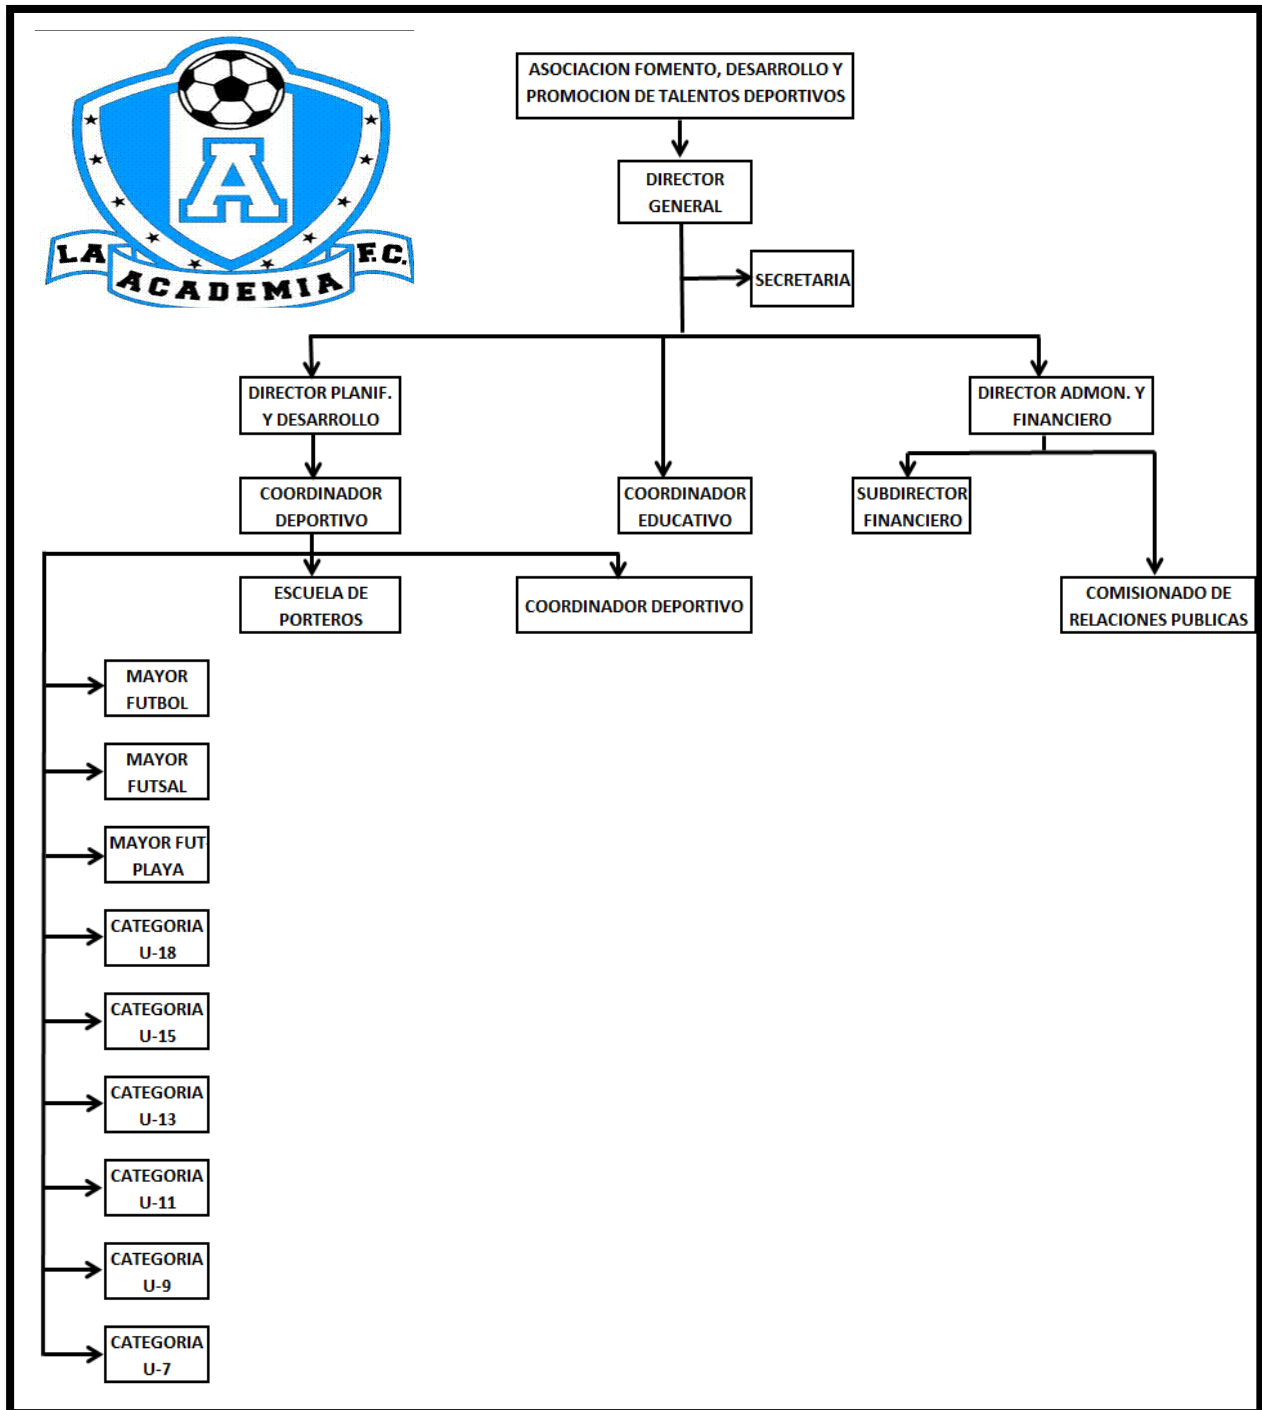 A
LA ACADEMIA F.C.
ASOCIACION FOMENTO, DESARROLLO Y
PROMOCION DE TALENTOS DEPORTIVOS
DIRECTOR
GENERAL
SECRETARIA
DIRECTOR PLANIF.
Y DESARROLLO
DIRECTOR ADMON. Y
FINANCIERO
COORDINADOR
DEPORTIVO
COORDINADOR
EDUCATIVO
SUBDIRECTOR
FINANCIERO
ESCUELA DE
PORTEROS
COORDINADOR DEPORTIVO
COMISIONADO DE
RELACIONES PUBLICAS
MAYOR
FUTBOL
MAYOR
FUTSAL
MAYOR FUT-
PLAYA
CATEGORIA
U-18
CATEGORIA
U-15
CATEGORIA
U-13
CATEGORIA
U-11
CATEGORIA
U-9
CATEGORIA
U-7